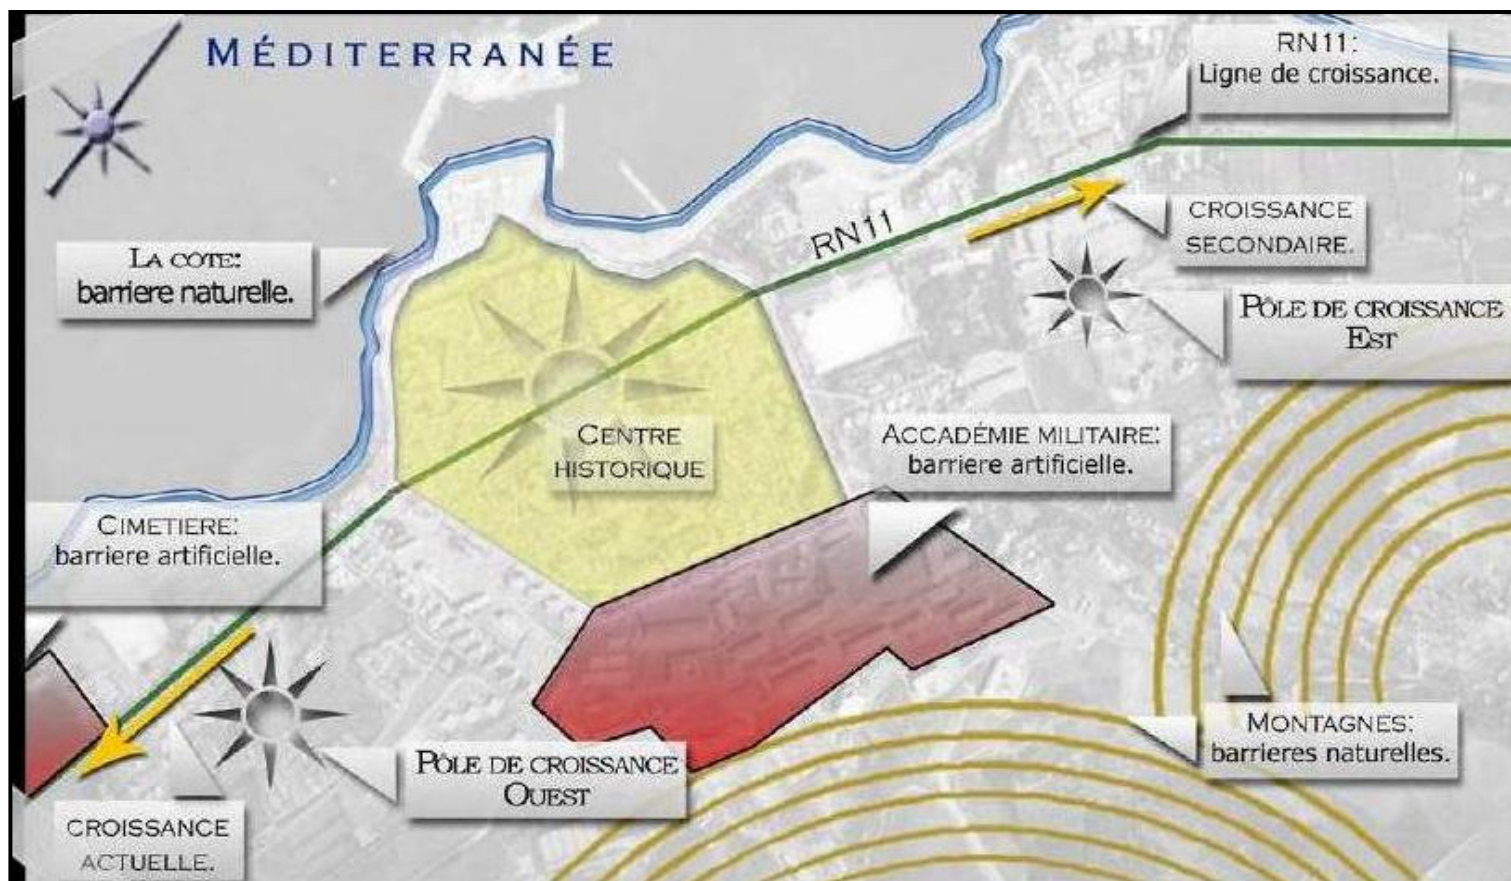 MÉDITERRANÉE
RN11:
Ligne de croissance.
CROISSANCE
SECONDAIRE.
RN11
LA COTE:
barriere naturelle.
PÔLE DE CROISSANCE
EST
CENTRE
HISTORIQUE
ACCADÉMIE MILITAIRE:
barriere artificielle.
CIMETIERE:
barriere artificielle.
MONTAGNES:
barrieres naturelles.
PÔLE DE CROISSANCE
OUEST
CROISSANCE
ACTUELLE.